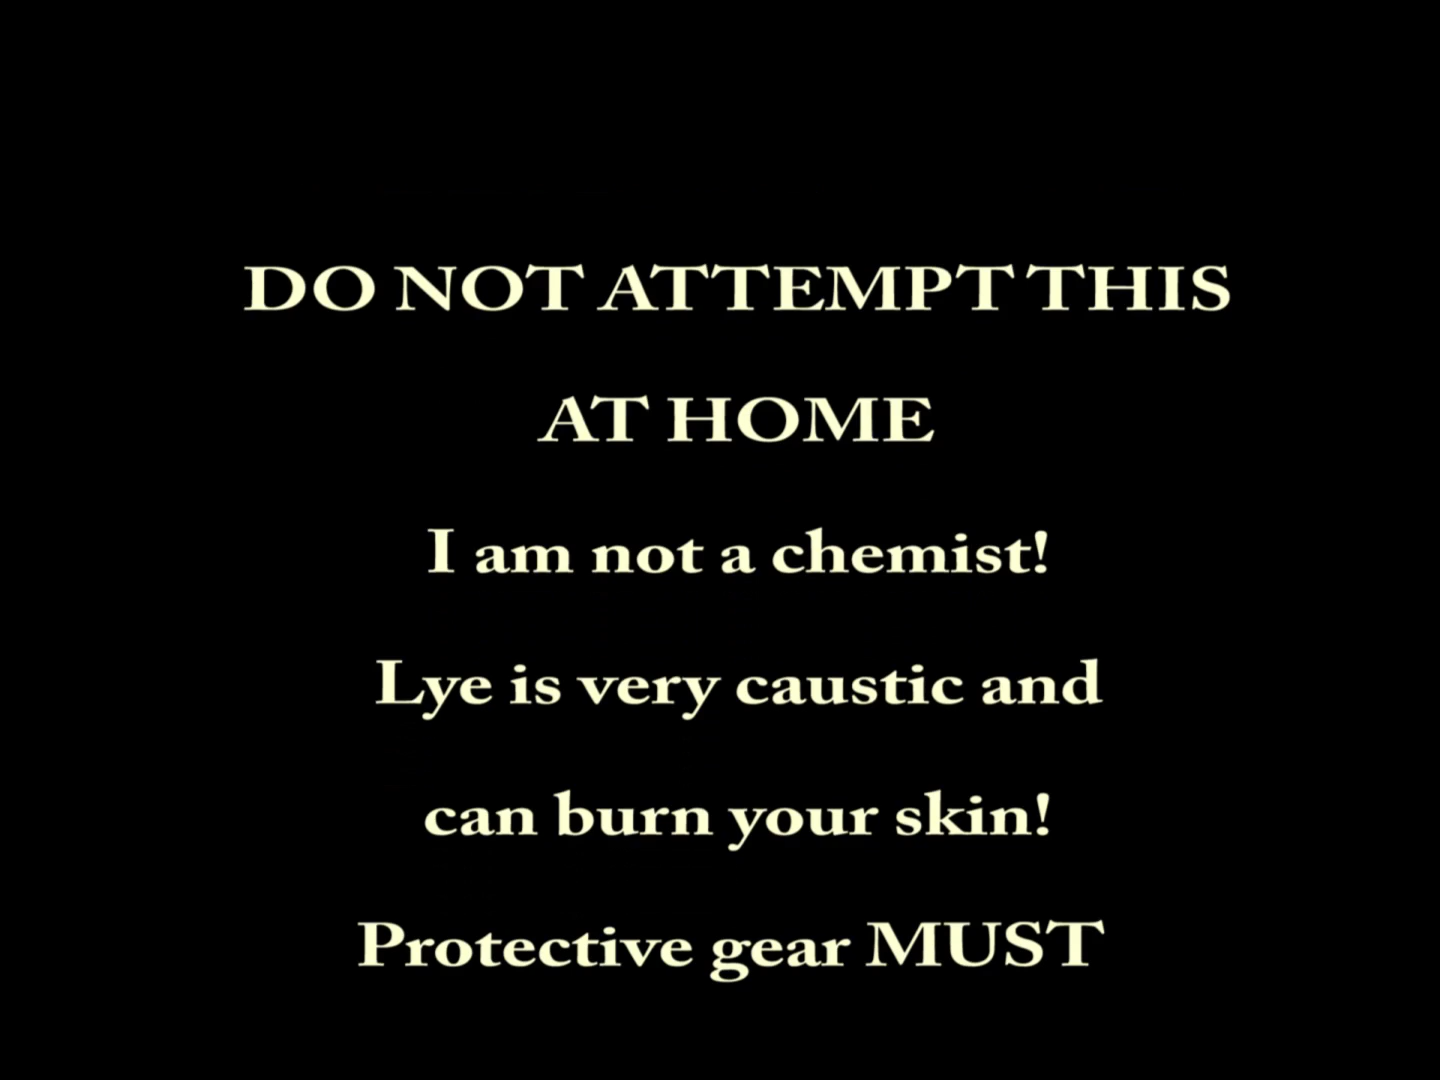 DO NOT ATTEMPT THIS
AT HOME
I am not a chemist!
Lye is very caustic and
can burn your skin!
Protective gear MUST